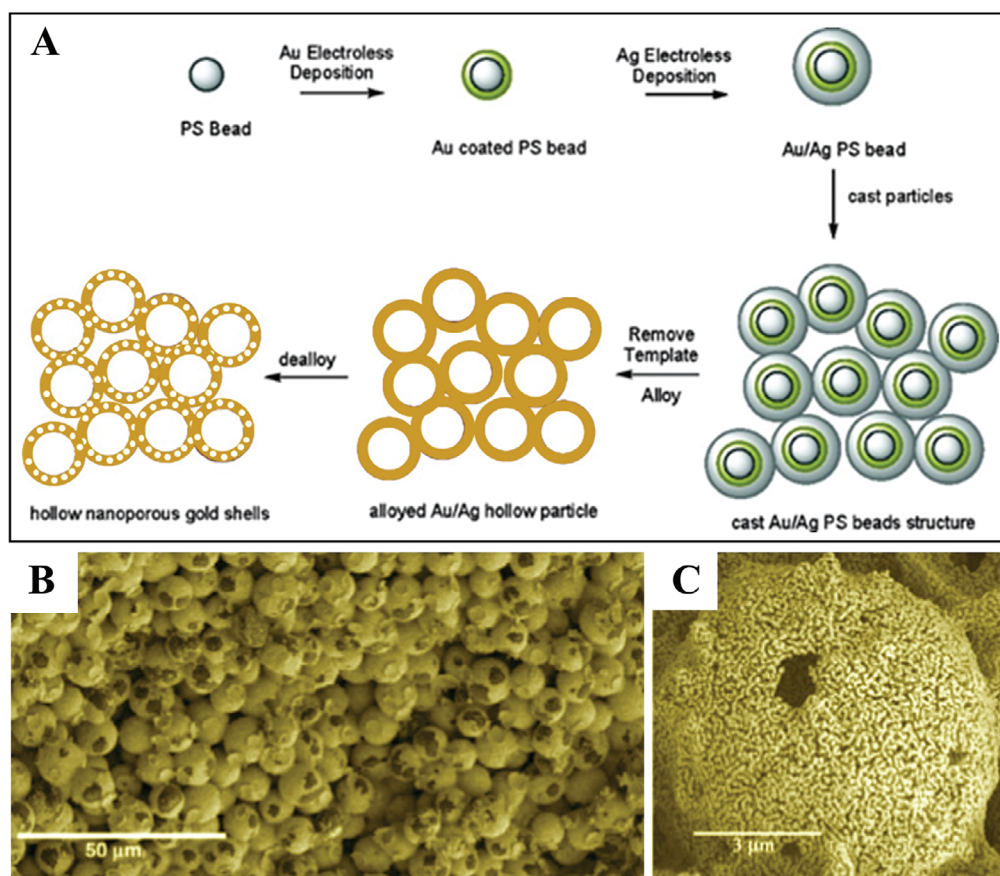 A
Au Electroless
Deposition
Ag Electroless
Deposition
PS Bead
Au coated PS bead
Au/Ag PS bead
cast particles
Remove
Template
Alloy
dealloy
hollow nanoporous gold shells
alloyed Au/Ag hollow particle
cast Au/Ag PS beads structure
B
50 μm
C
3 μm